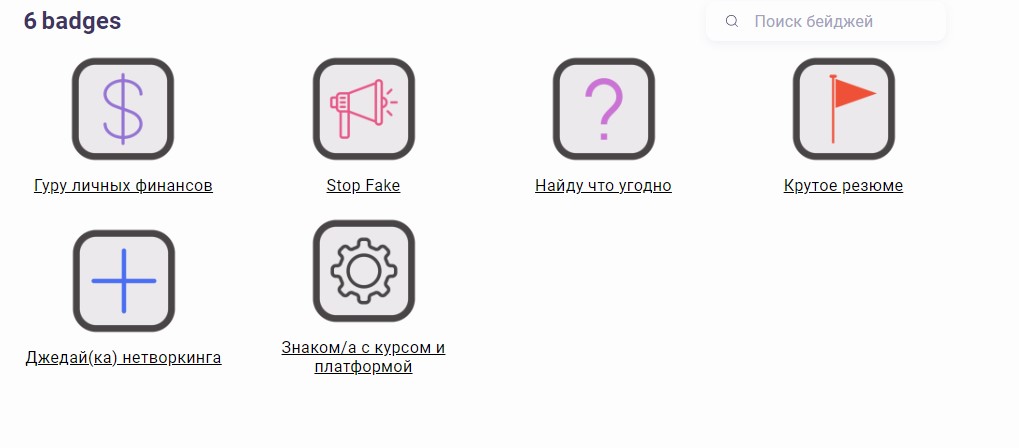 6 badges
Поиск бейджей
Гуру личных финансов
Stop Fake
Найду что угодно
Крутое резюме
Джедай(ка) нетворкинга
Знаком/а с курсом и
платформой